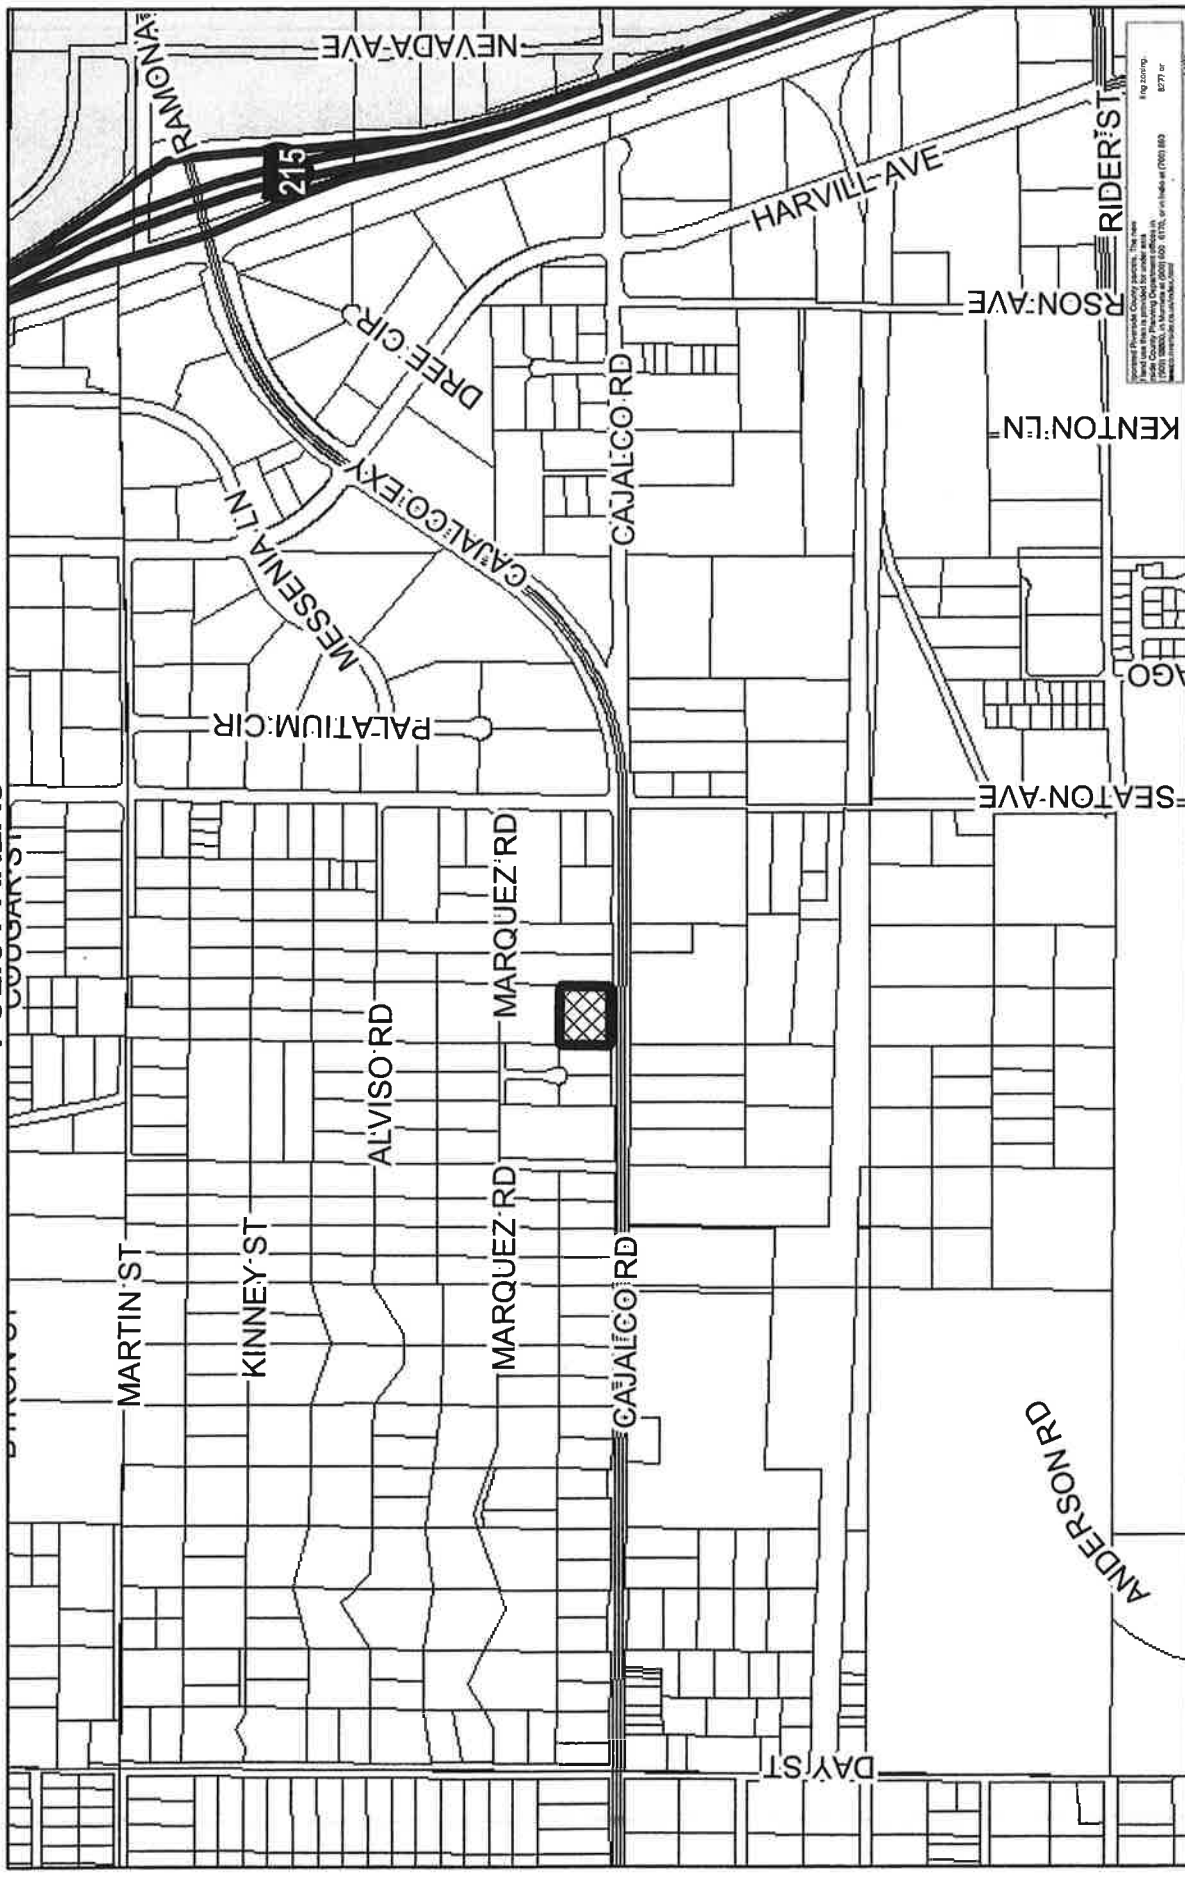 COUGAR ST
RAMONA
NEVADA AVE
215
MARTIN ST
KINNEY ST
PALATIUM CIR
MESSENIA LN
DREE CIR
CAJALCO EXY
ALVISO RD
MARQUEZ RD
MARQUEZ RD
CAJALCO RD
CAJALCO RD
HARVILL AVE
RSON AVE
RIDER ST
KENTON LN
AGO
SEATON AVE
DAY ST
ANDERSON RD